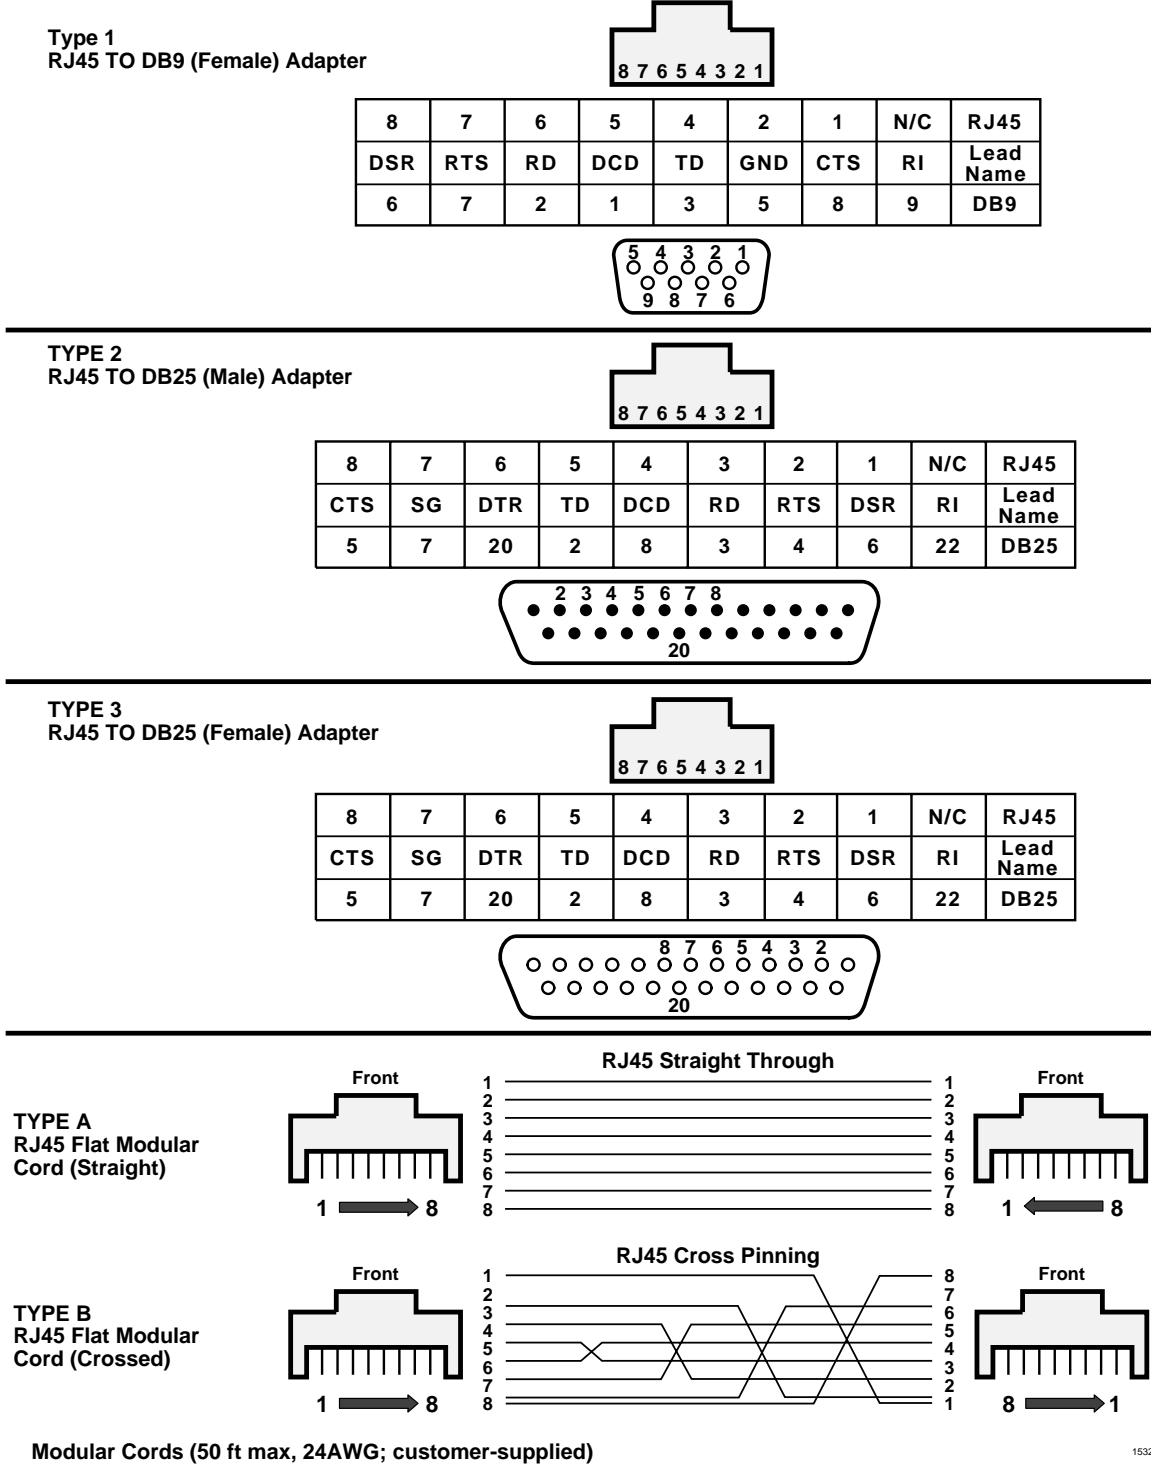 Type 1
RJ45 TO DB9 (Female) Adapter
8 7 6 5 4 3 2 1
8 7 6 5 4 2 1 N/C RJ45
DSR RTS RD DCD TD GND CTS RI Lead Name
6 7 2 1 3 5 8 9 DB9
5 4 3 2 1
9 8 7 6
TYPE 2
RJ45 TO DB25 (Male) Adapter
8 7 6 5 4 3 2 1
8 7 6 5 4 3 2 1 N/C RJ45
CTS SG DTR TD DCD RD RTS DSR RI Lead Name
5 7 20 2 8 3 4 6 22 DB25
2 3 4 5 6 7 8
20
TYPE 3
RJ45 TO DB25 (Female) Adapter
8 7 6 5 4 3 2 1
8 7 6 5 4 3 2 1 N/C RJ45
CTS SG DTR TD DCD RD RTS DSR RI Lead Name
5 7 20 2 8 3 4 6 22 DB25
8 7 6 5 4 3 2
20
RJ45 Straight Through
Front
Front
TYPE A
RJ45 Flat Modular
Cord (Straight)
1 1
2 2
3 3
4 4
5 5
6 6
7 7
8 8
1 8
1 8
RJ45 Cross Pinning
Front
Front
TYPE B
RJ45 Flat Modular
Cord (Crossed)
1 8
2 7
3 6
4 5
5 4
6 3
7 2
8 1
1 8
8 1
Modular Cords (50 ft max, 24AWG; customer-supplied)